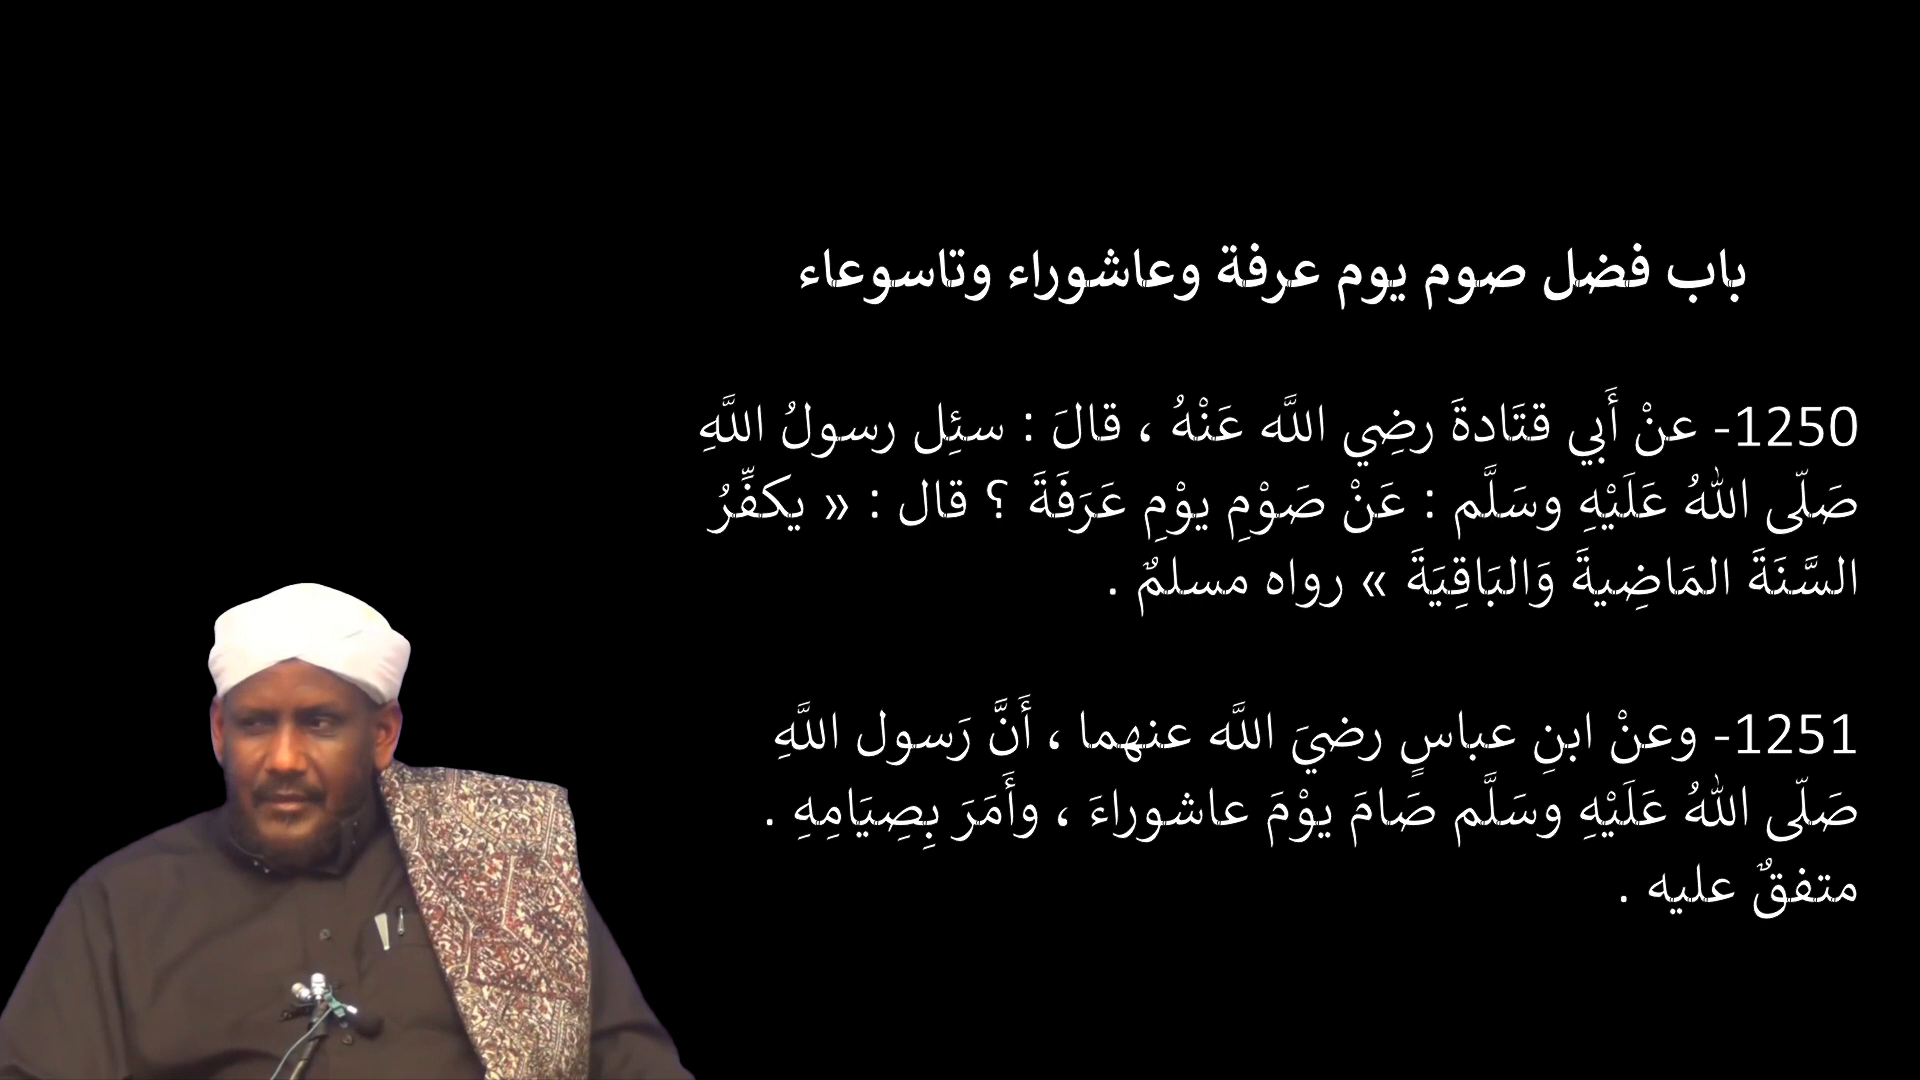 باب فضل صوم يوم عرفة وعاشوراء وتاسوعاء
1250- عنْ أَبي قتَادةَ رضِي اللَّه عَنْهُ ، قالَ : سئِل رسولُ اللَّهِ
صَلّى اللهُ عَلَيْهِ وسَلَّم : عَنْ صَوْمِ يوْمِ عَرَفَةَ ؟ قال : « يكفِّرُ
السَّنَةَ المَاضِيةَ وَالبَاقِيَةَ » رواه مسلمٌ .
1251- وعنْ ابنِ عباسٍ رضيَ اللَّه عنهما ، أَنَّ رَسول اللَّهِ
صَلّى اللهُ عَلَيْهِ وسَلَّم صَامَ يوْمَ عاشوراءَ ، وأَمَرَ بِصِيَامِهِ .
متفقٌ عليه .